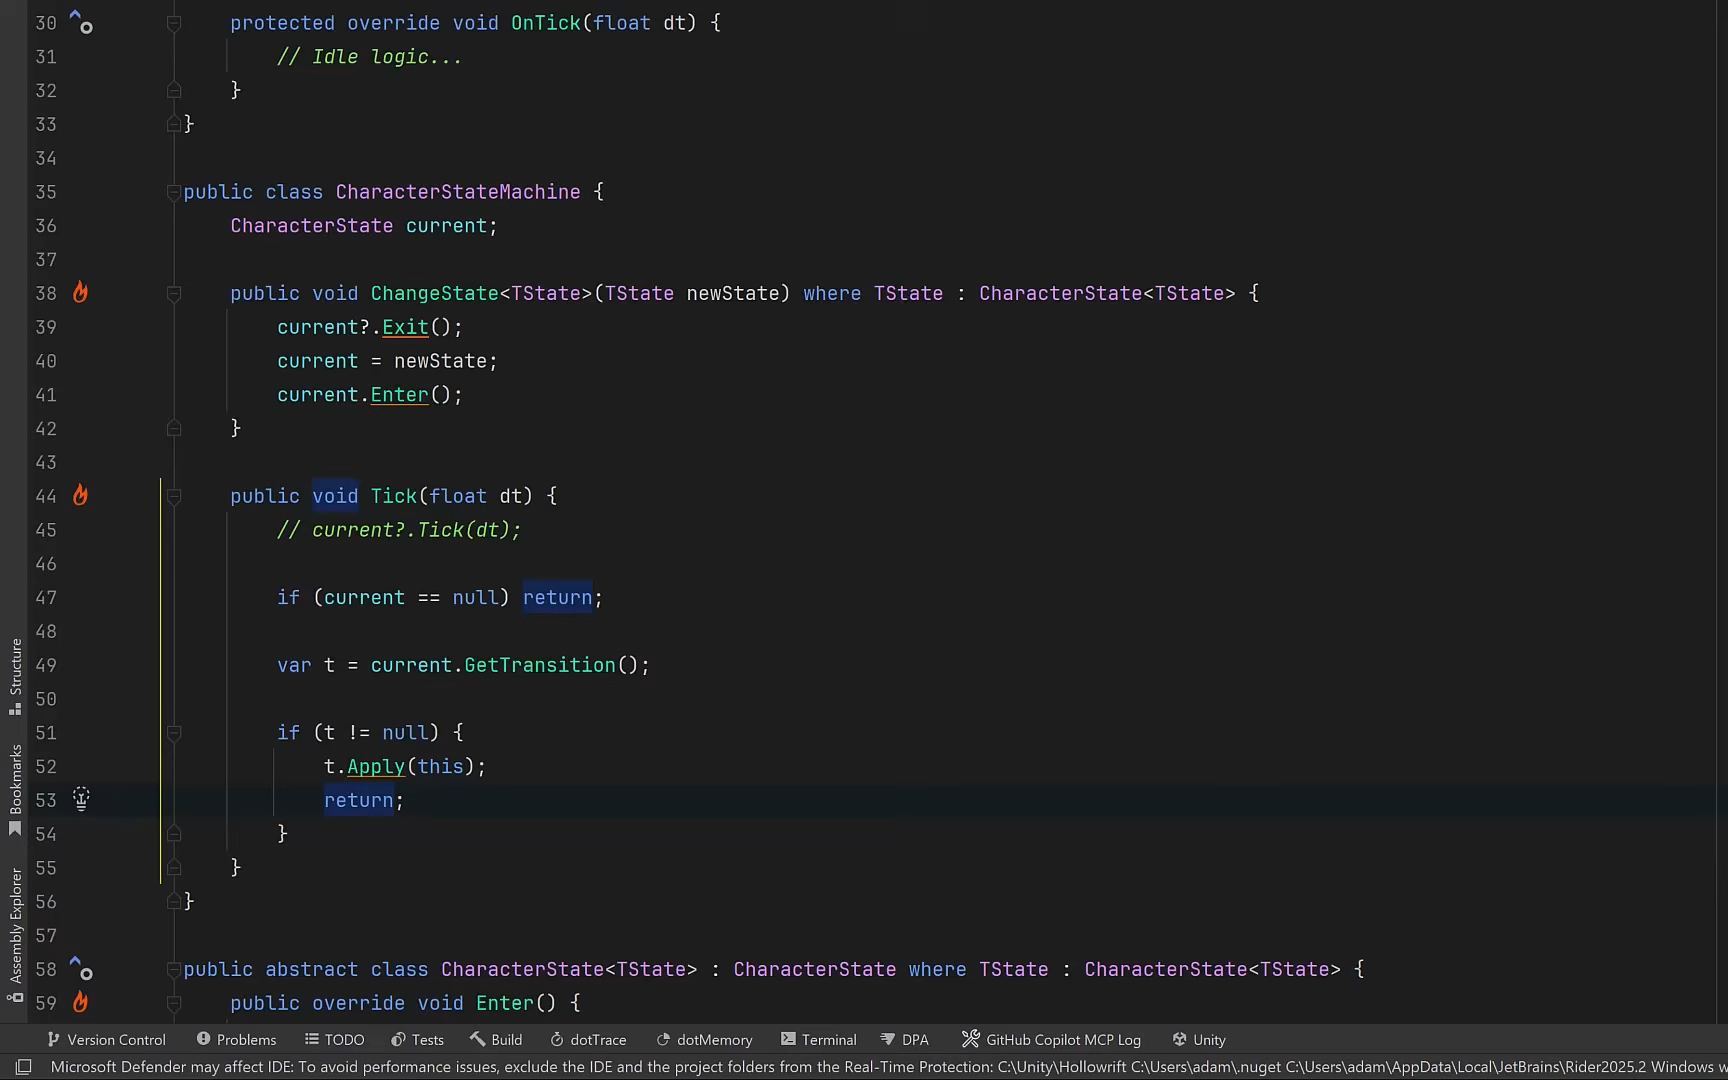 30 protected override void OnTick(float dt) {
31 // Idle logic...
32 }
33 }
34
35 public class CharacterStateMachine {
36 CharacterState current;
37
38 public void ChangeState<TState>(TState newState) where TState : CharacterState<TState> {
39 current?.Exit();
40 current = newState;
41 current.Enter();
42 }
43
44 public void Tick(float dt) {
45 // current?.Tick(dt);
46
47 if (current == null) return;
48
49 var t = current.GetTransition();
50
51 if (t != null) {
52 t.Apply(this);
53 return;
54 }
55 }
56 }
57
58 public abstract class CharacterState<TState> : CharacterState where TState : CharacterState<TState> {
59 public override void Enter() {
Structure
Bookmarks
Assembly Explorer
Version Control Problems TODO Tests Build dotTrace dotMemory Terminal DPA GitHub Copilot MCP Log Unity
Microsoft Defender may affect IDE: To avoid performance issues, exclude the IDE and the project folders from the Real-Time Protection: C:\Unity\Hollowrift C:\Users\adam\.nuget C:\Users\adam\AppData\Local\JetBrains\Rider2025.2 Windows w